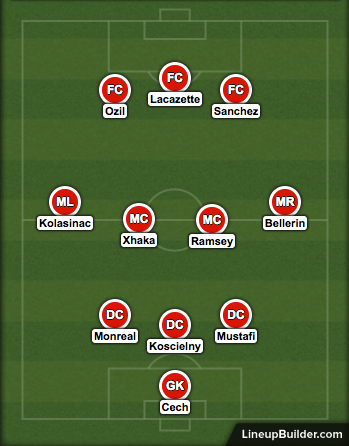 FC
FC
FC
Ozil
Lacazette
Sanchez
ML
MC
MC
MR
Kolasinac
Xhaka
Ramsey
Bellerin
DC
DC
DC
Monreal
Koscielny
Mustafi
GK
Cech
LineupBuilder.com